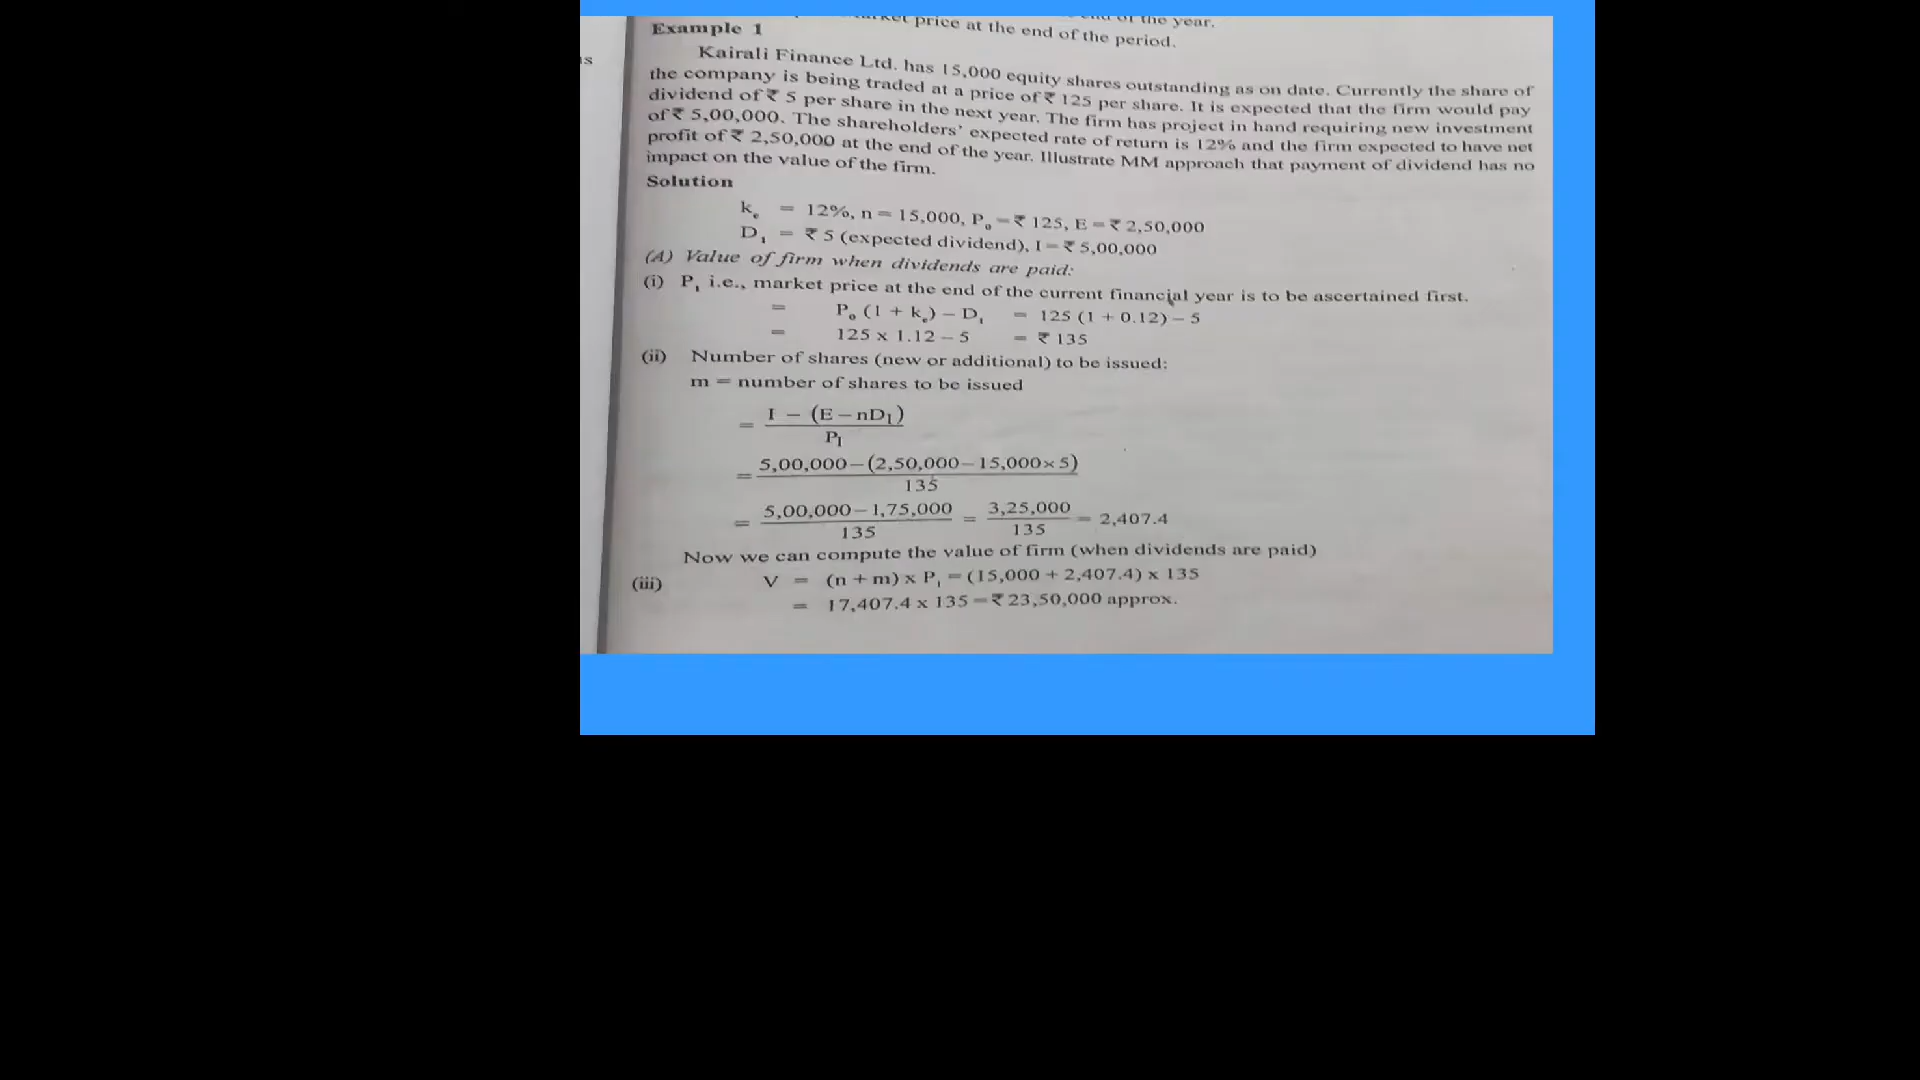 price at the end of the period.
the year.
Example 1
Kairali Finance Ltd. has 15,000 equity shares outstanding as on date. Currently the share of
the company is being traded at a price of ₹ 125 per share. It is expected that the firm would pay
dividend of ₹ 5 per share in the next year. The firm has project in hand requiring new investment
of ₹ 5,00,000. The shareholders' expected rate of return is 12% and the firm expected to have net
profit of ₹ 2,50,000 at the end of the year. Illustrate MM approach that payment of dividend has no
impact on the value of the firm.
Solution
kₑ = 12%, n = 15,000, P₀ = ₹ 125, E = ₹ 2,50,000
D₁ = ₹ 5 (expected dividend), I = ₹ 5,00,000
(A) Value of firm when dividends are paid:
(i) P₁ i.e., market price at the end of the current financial year is to be ascertained first.
= P₀ (1 + kₑ) – D₁ = 125 (1 + 0.12) – 5
= 125 x 1.12 – 5 = ₹ 135
(ii) Number of shares (new or additional) to be issued:
m = number of shares to be issued
= I – (E – nD₁)
P₁
= 5,00,000 – (2,50,000 – 15,000 × 5)
135
= 5,00,000 – 1,75,000 = 3,25,000 = 2,407.4
135 135
Now we can compute the value of firm (when dividends are paid)
(iii) V = (n + m) x P₁ = (15,000 + 2,407.4) x 135
= 17,407.4 x 135 = ₹ 23,50,000 approx.